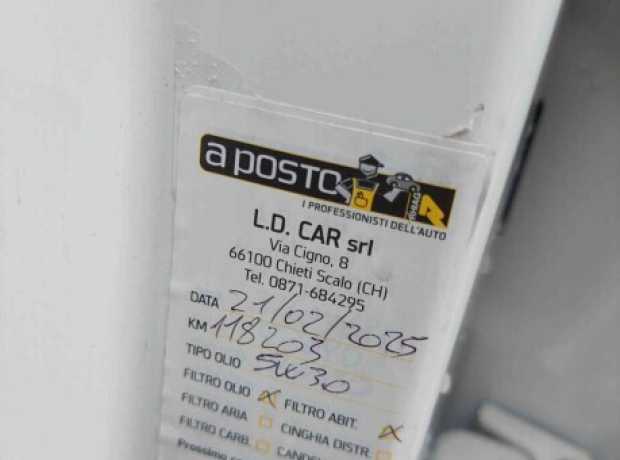 a POSTO
I PROFESSIONISTI DELL'AUTO
L.D. CAR srl
Via Cigno, 8
66100 Chieti Scalo (CH)
Tel. 0871-684295
DATA 21/02/2025
KM 118203
TIPO OLIO 5W30
FILTRO OLIO X FILTRO ABIT. X
FILTRO ARIA CINGHIA DISTR.
FILTRO CARB.
Prossimo